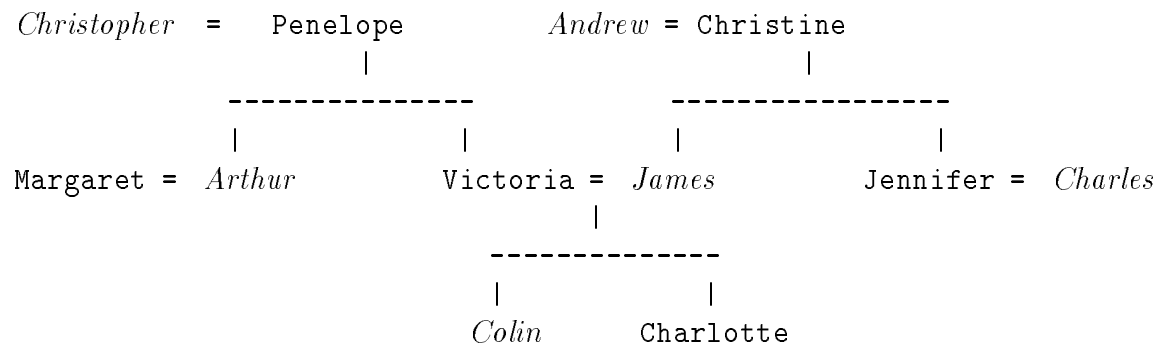 Christopher = Penelope Andrew = Christine
| |
--------------- -----------------
| | | |
Margaret = Arthur Victoria = James Jennifer = Charles
|
--------------
| |
Colin Charlotte